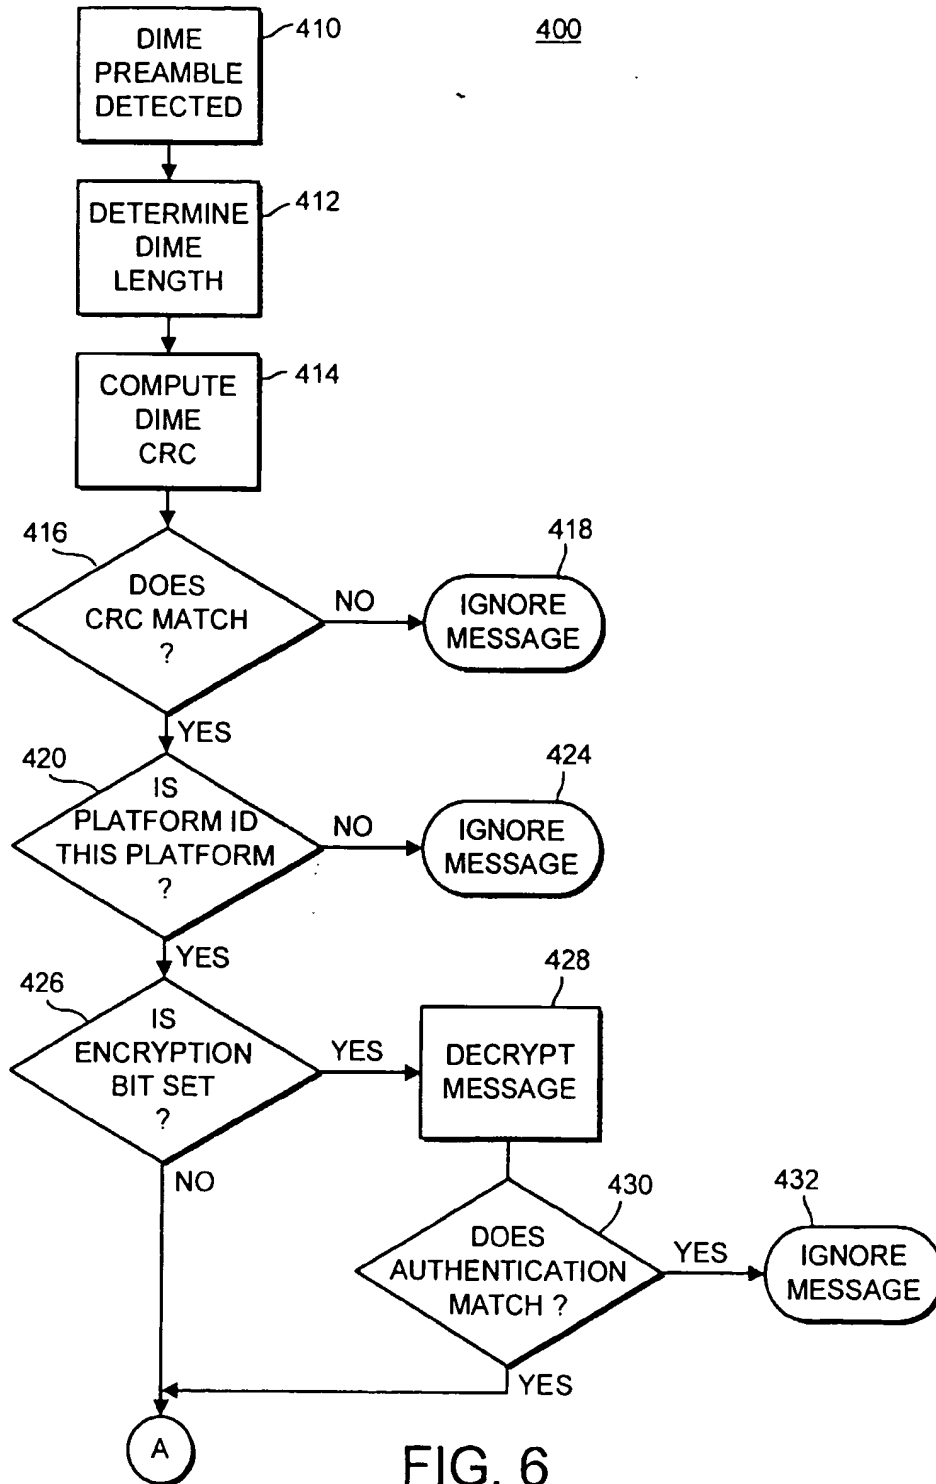 400
410
DIME
PREAMBLE
DETECTED
412
DETERMINE
DIME
LENGTH
414
COMPUTE
DIME
CRC
416
DOES
CRC MATCH
?
NO
418
IGNORE
MESSAGE
YES
420
IS
PLATFORM ID
THIS PLATFORM
?
NO
424
IGNORE
MESSAGE
YES
426
IS
ENCRYPTION
BIT SET
?
YES
428
DECRYPT
MESSAGE
NO
430
DOES
AUTHENTICATION
MATCH ?
YES
432
IGNORE
MESSAGE
YES
A
FIG. 6